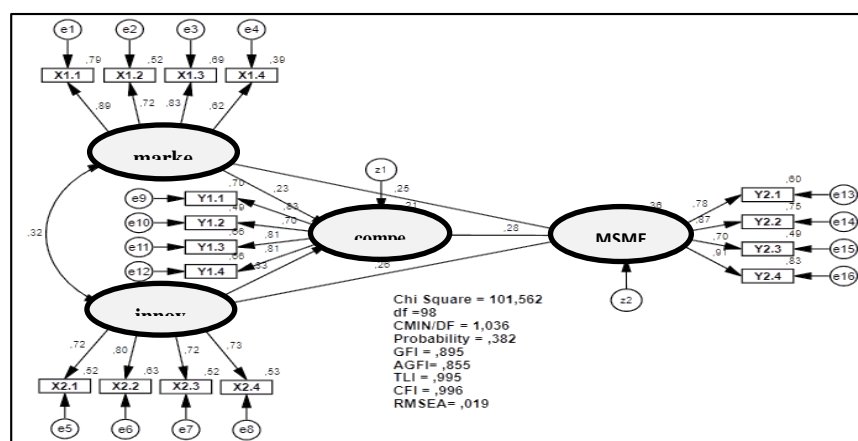 e1 e2 e3 e4
,79 ,52 ,69 ,39
X1.1 X1.2 X1.3 X1.4
,89 ,72 ,83 ,62
marke
z1
,70 ,23 ,25 ,60
e9 Y1.1 ,83 ,36 ,78 Y2.1 e13
,49 ,75
e10 Y1.2 ,70 ,87 Y2.2 e14
,32 ,66 compe ,28 MSME ,49
e11 Y1.3 ,81 ,70 Y2.3 e15
,66 ,81 ,91 ,83
e12 Y1.4 ,33 ,26 Y2.4 e16
innov
z2
Chi Square = 101,562
df =98
CMIN/DF = 1,036
Probability = ,382
GFI = ,895
AGFI= ,855
TLI = ,995
CFI = ,996
RMSEA= ,019
,72 ,80 ,72 ,73
,52 ,63 ,52 ,53
X2.1 X2.2 X2.3 X2.4
e5 e6 e7 e8